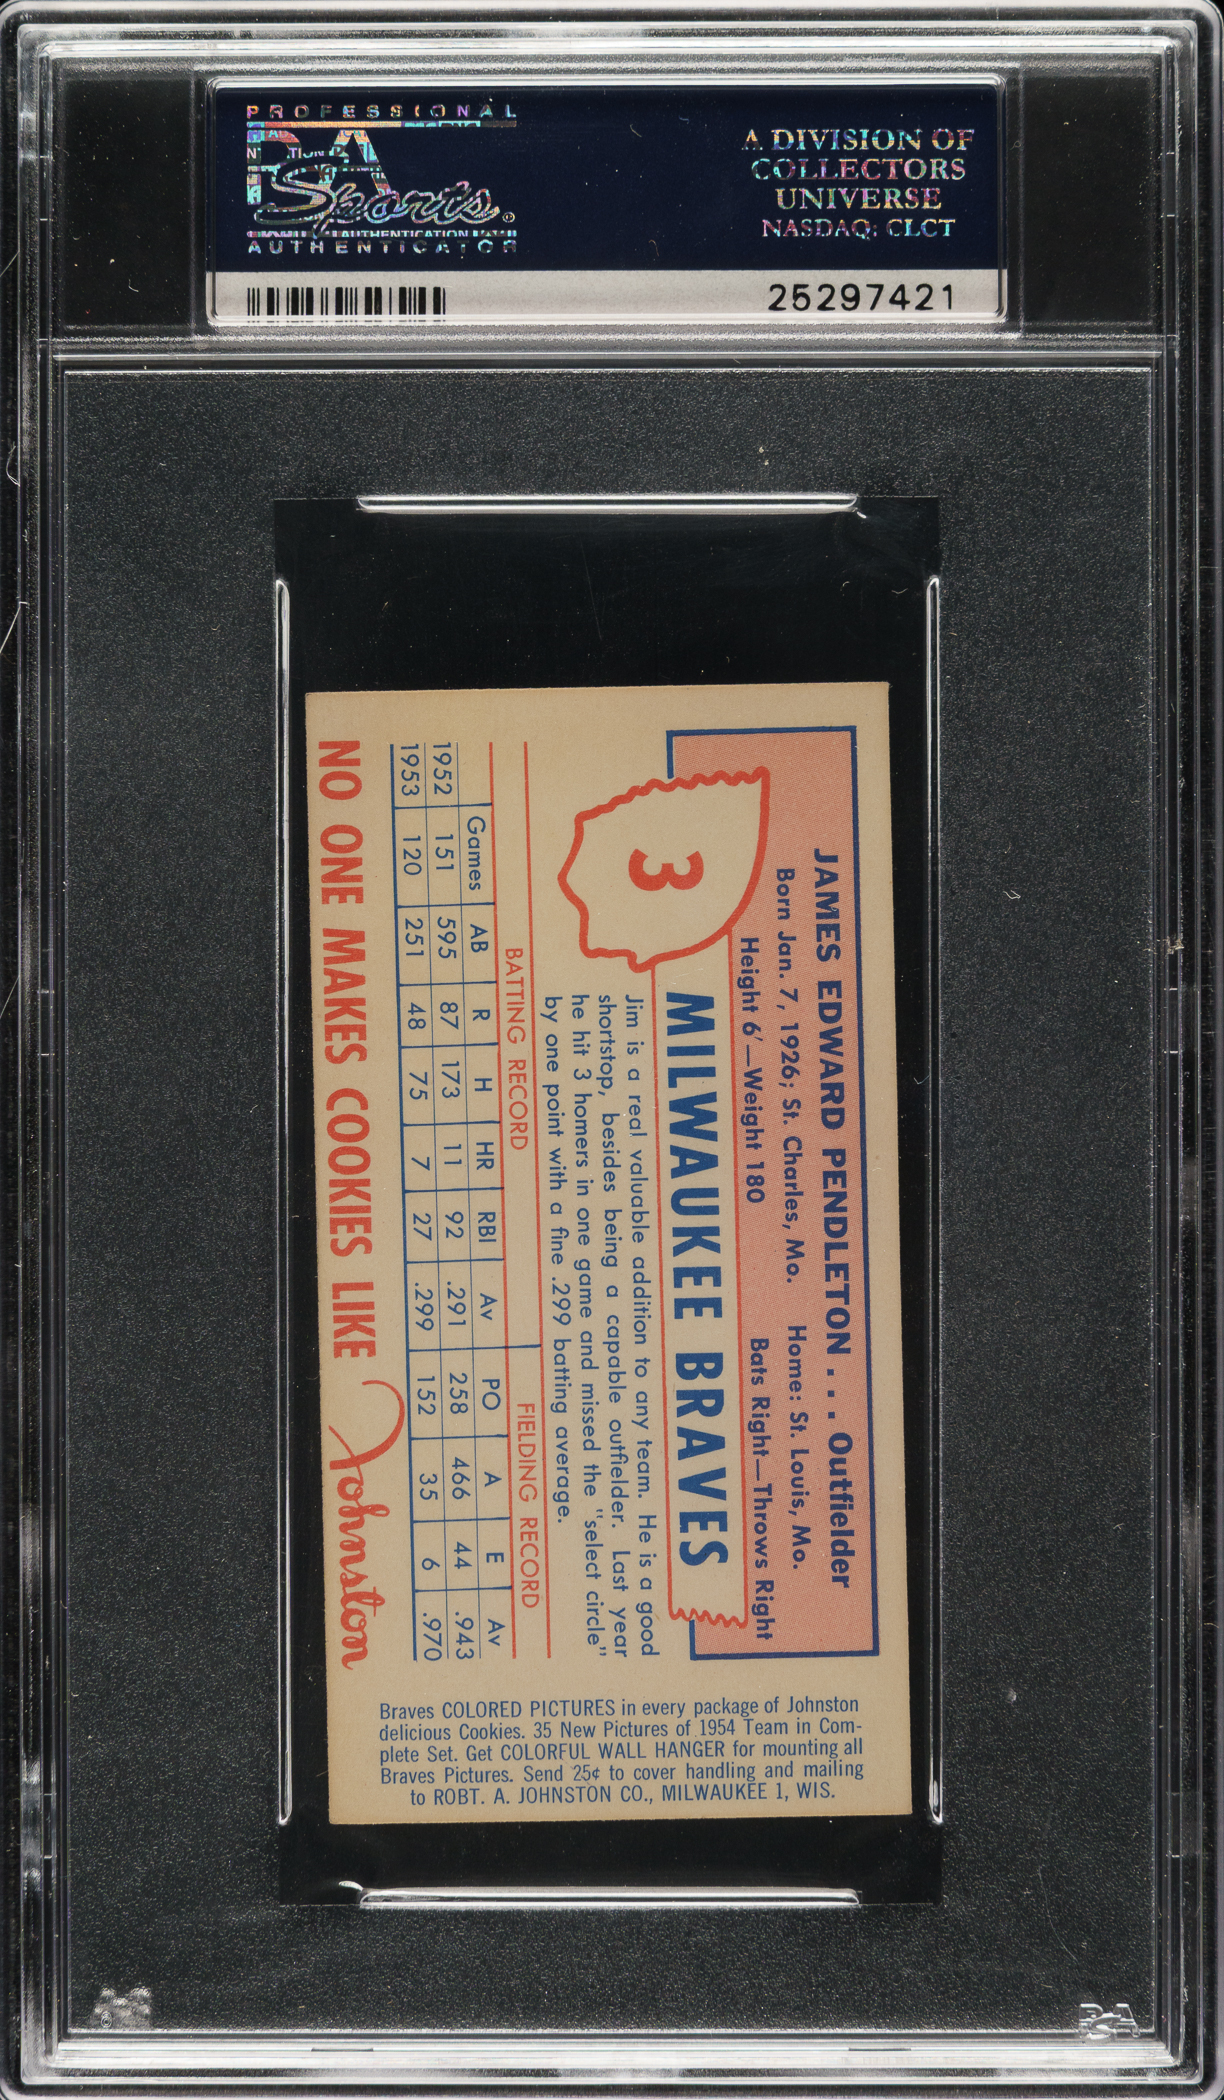 PROFESSIONAL
PSA
Sports
AUTHENTICATOR
A DIVISION OF
COLLECTORS
UNIVERSE
NASDAQ: CLCT
25297421
JAMES EDWARD PENDLETON . . . Outfielder
Born Jan. 7, 1926; St. Charles, Mo. Home: St. Louis, Mo.
Height 6'—Weight 180 Bats Right—Throws Right
3
MILWAUKEE BRAVES
Jim is a real valuable addition to any team. He is a good
shortstop, besides being a capable outfielder. Last year
he hit 3 homers in one game and missed the "select circle"
by one point with a fine .299 batting average.
BATTING RECORD FIELDING RECORD
Games AB R H HR RBI Av PO A E Av
1952 151 595 87 173 11 92 .291 258 466 44 .943
1953 120 251 48 75 7 27 .299 152 35 6 .970
NO ONE MAKES COOKIES LIKE Johnston
Braves COLORED PICTURES in every package of Johnston
delicious Cookies. 35 New Pictures of 1954 Team in Com-
plete Set. Get COLORFUL WALL HANGER for mounting all
Braves Pictures. Send 25¢ to cover handling and mailing
to ROBT. A. JOHNSTON CO., MILWAUKEE 1, WIS.
PSA